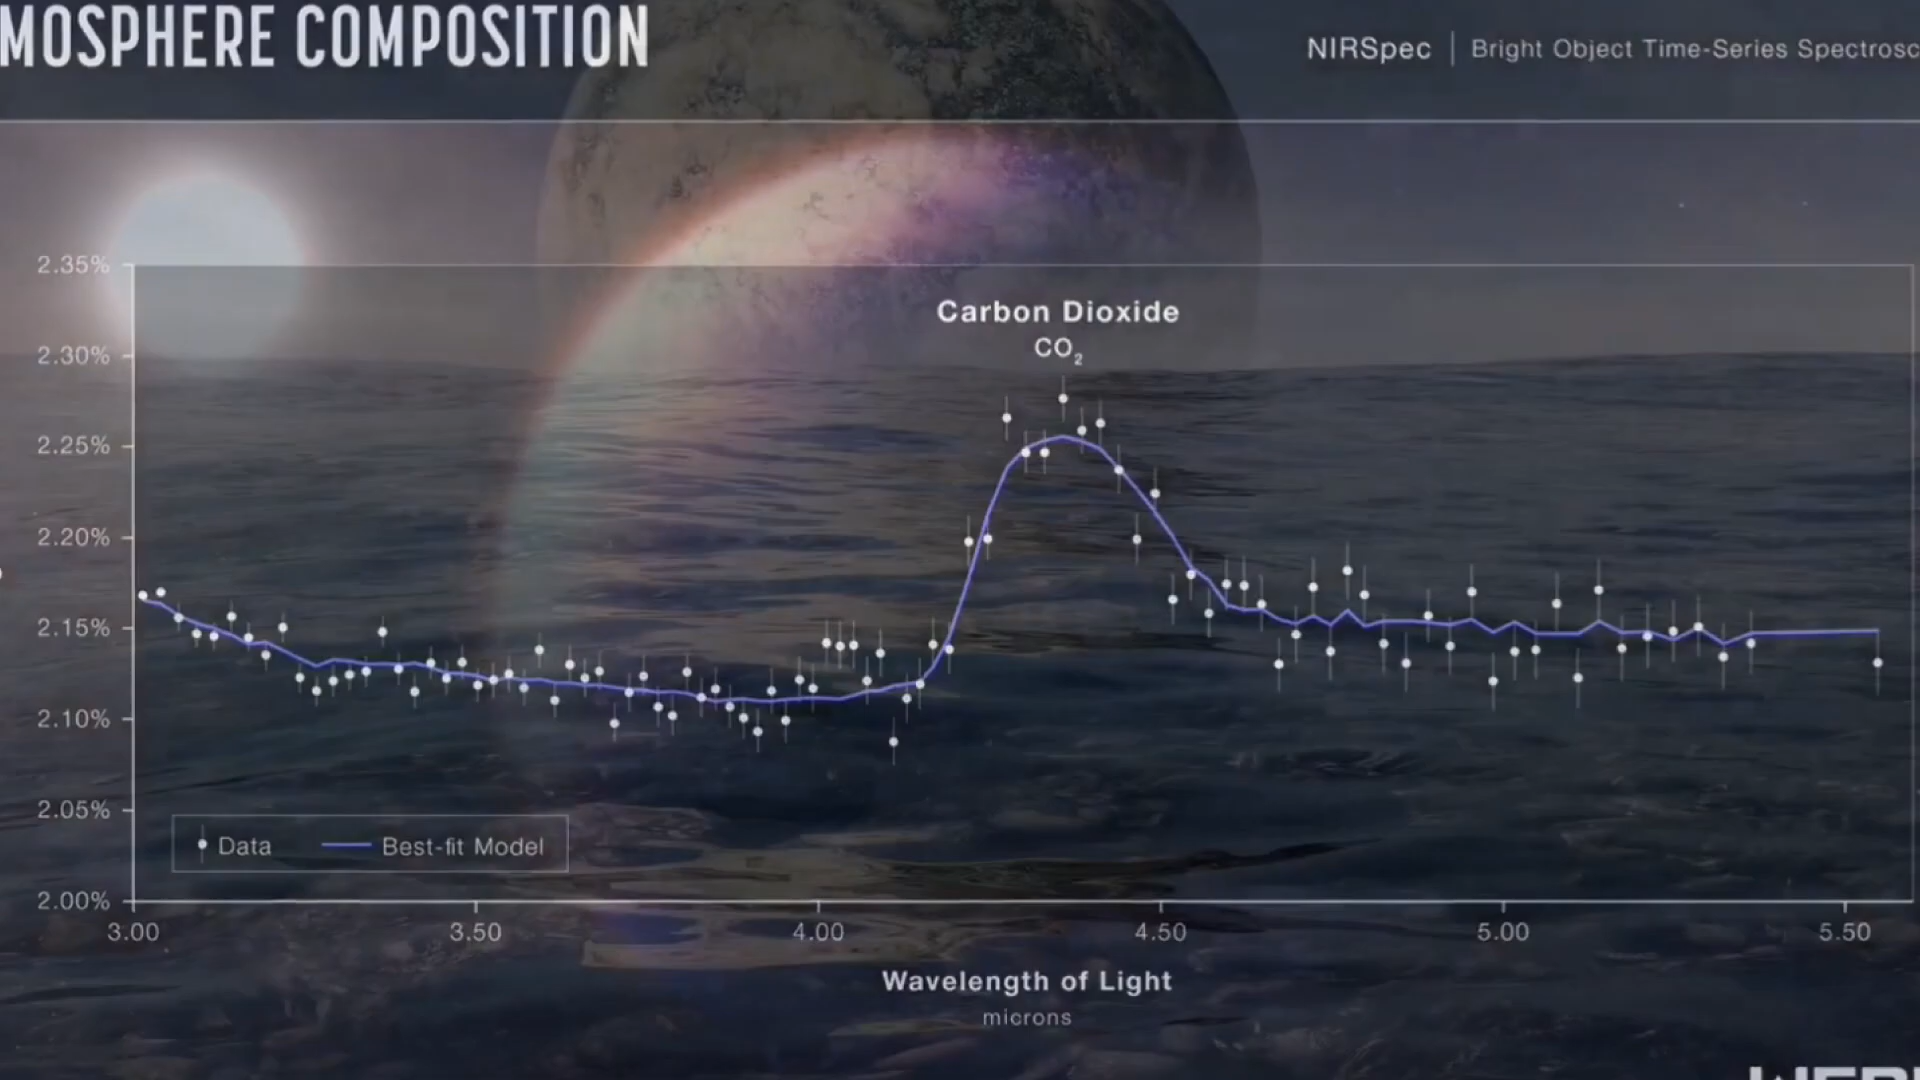 MOSPHERE COMPOSITION
NIRSpec | Bright Object Time-Series Spectrosc
2.35%
2.30%
2.25%
2.20%
2.15%
2.10%
2.05%
2.00%
Carbon Dioxide
CO₂
Data
Best-fit Model
3.00 3.50 4.00 4.50 5.00 5.50
Wavelength of Light
microns